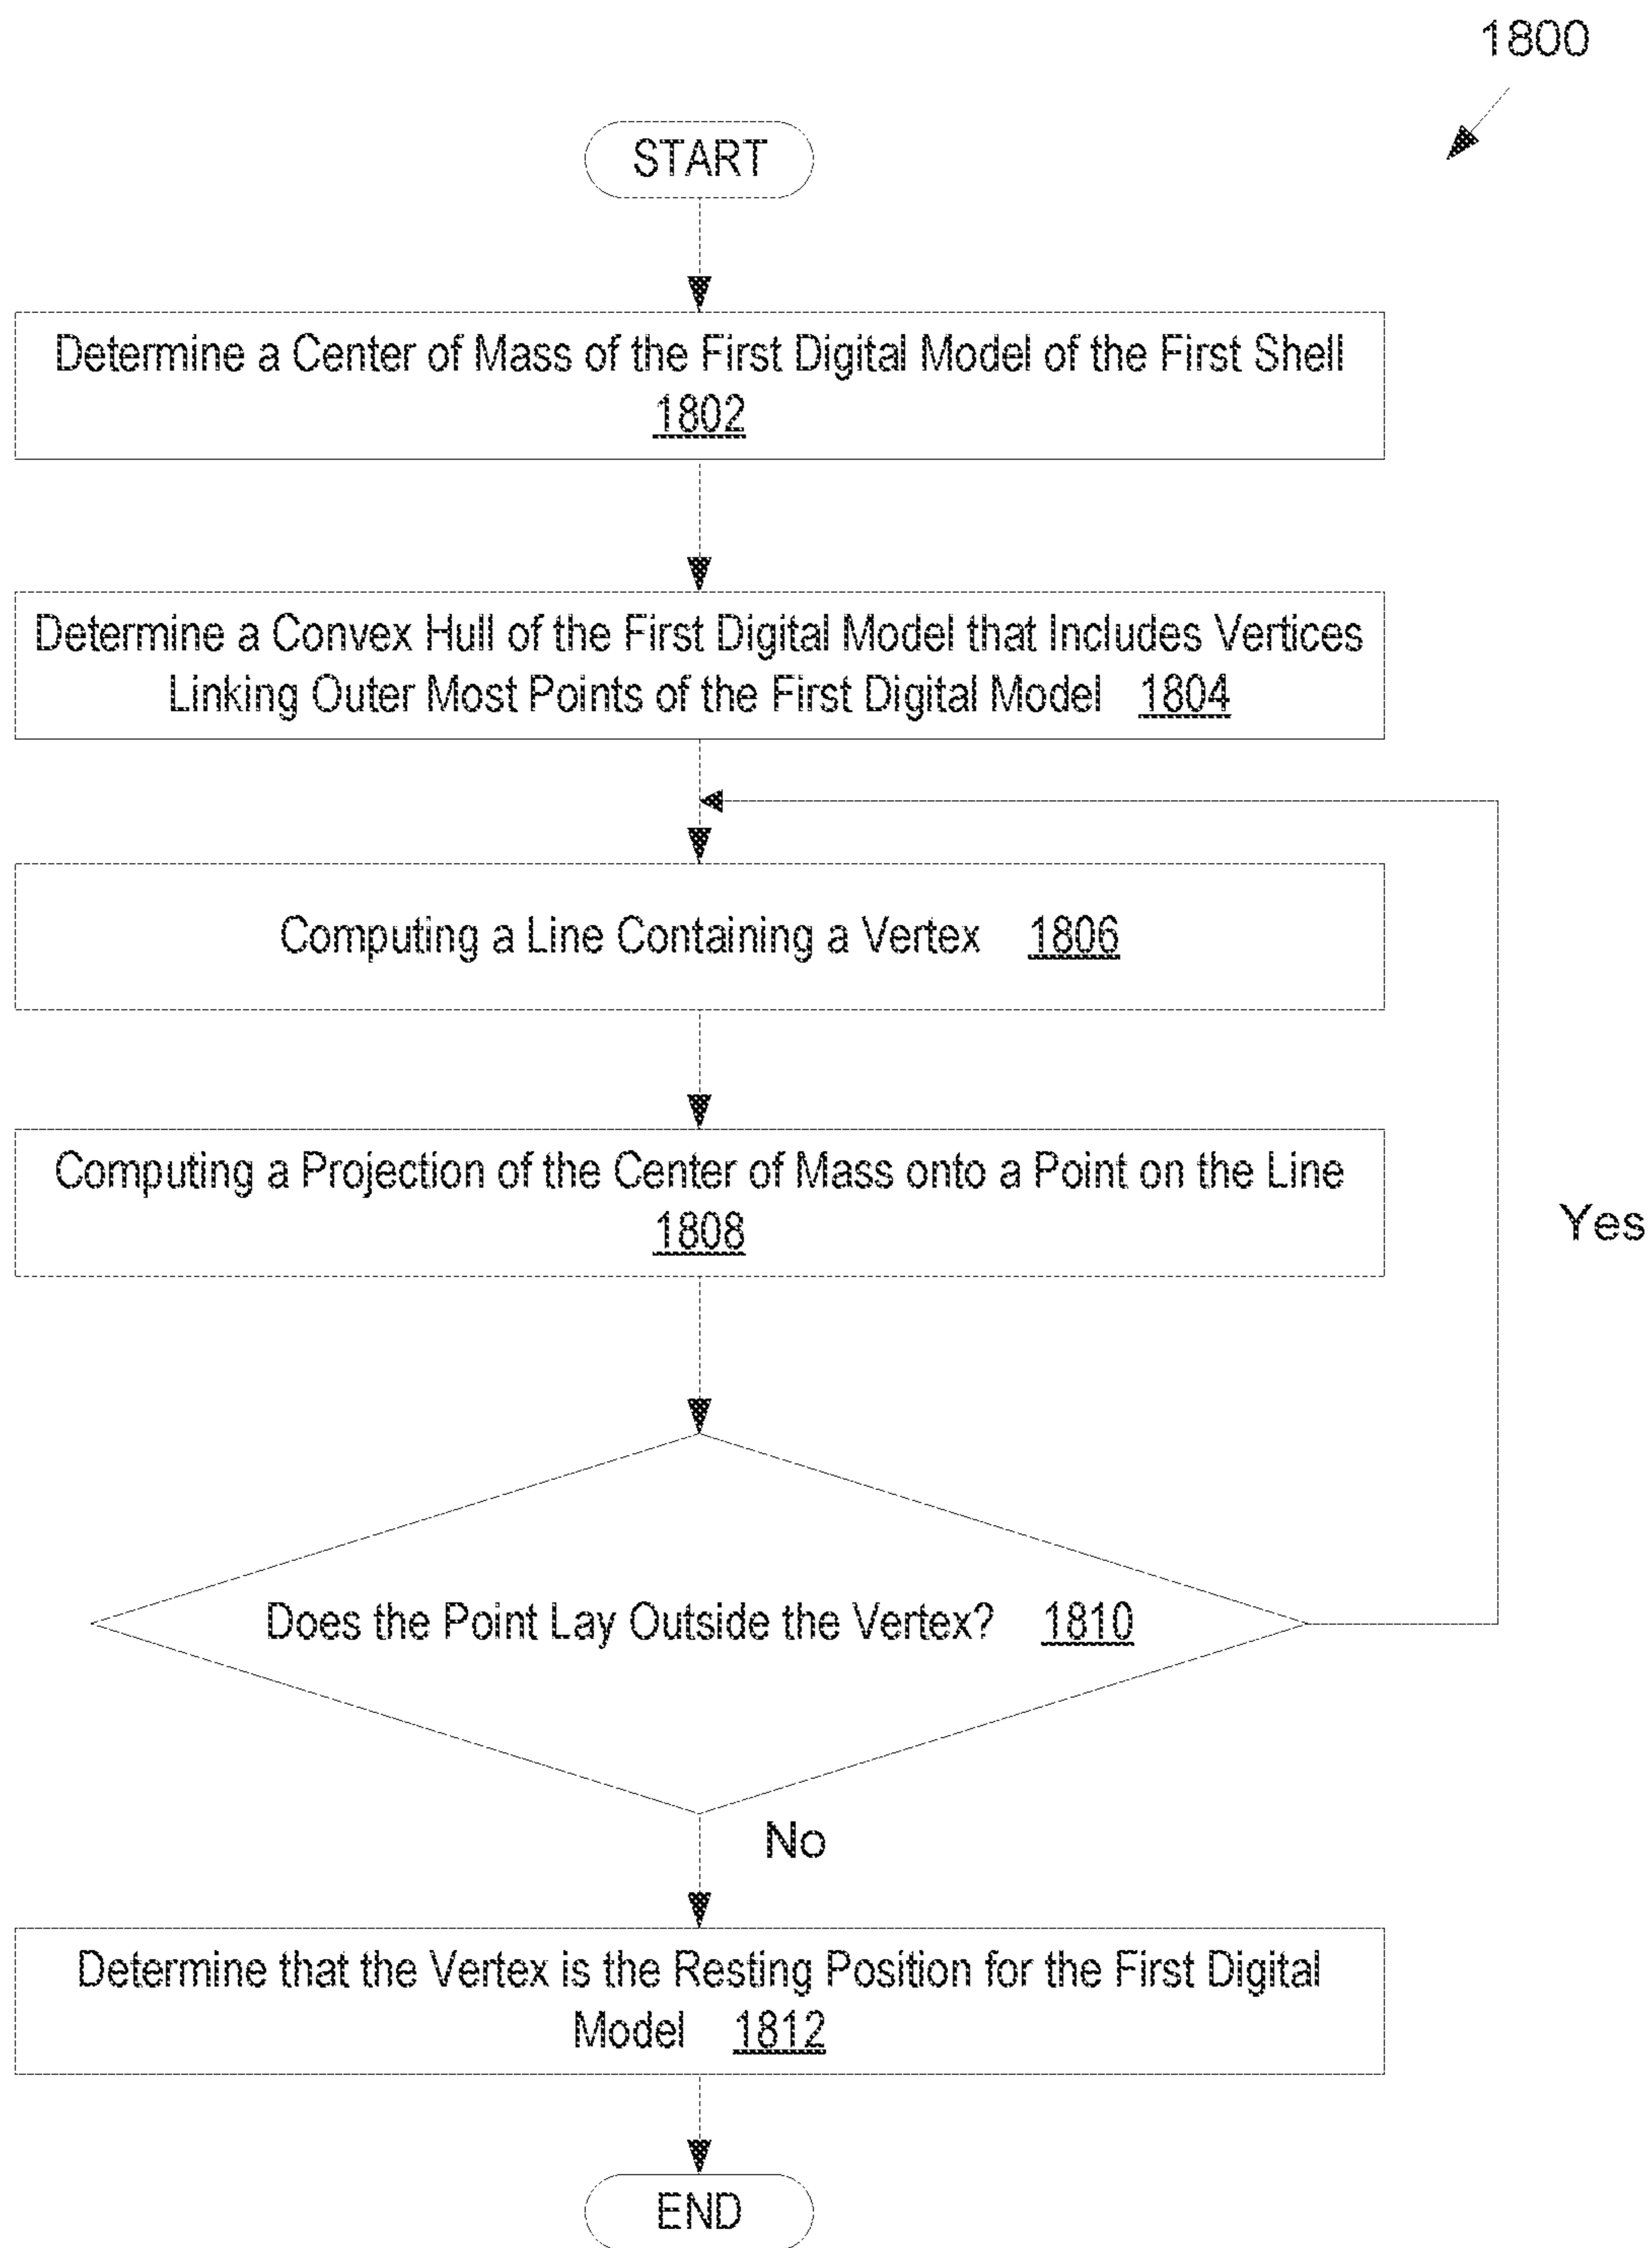 1800
START
Determine a Center of Mass of the First Digital Model of the First Shell
1802
Determine a Convex Hull of the First Digital Model that Includes Vertices
Linking Outer Most Points of the First Digital Model 1804
Computing a Line Containing a Vertex 1806
Computing a Projection of the Center of Mass onto a Point on the Line
1808
Yes
Does the Point Lay Outside the Vertex? 1810
No
Determine that the Vertex is the Resting Position for the First Digital
Model 1812
END